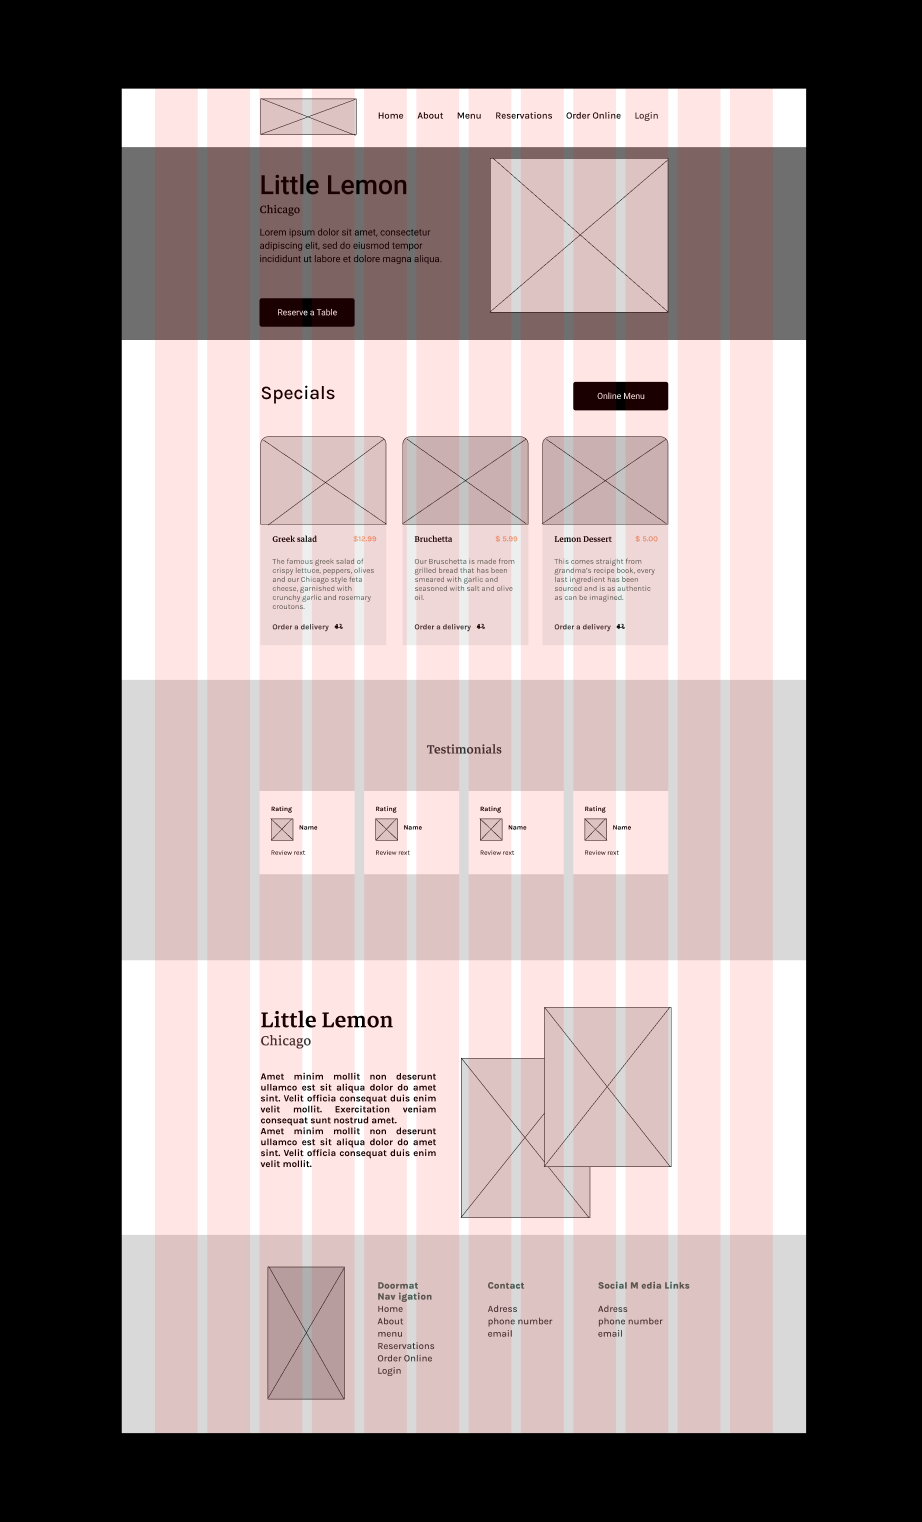 Home About Menu Reservations Order Online Login
Little Lemon
Chicago
Lorem ipsum dolor sit amet, consectetur
adipiscing elit, sed do eiusmod tempor
incididunt ut labore et dolore magna aliqua.
Reserve a Table
Specials
Online Menu
Greek salad $12.99
The famous greek salad of
crispy lettuce, peppers, olives
and our Chicago style feta
cheese, garnished with
crunchy garlic and rosemary
croutons.
Order a delivery
Bruchetta $ 5.99
Our Bruschetta is made from
grilled bread that has been
smeared with garlic and
seasoned with salt and olive
oil.
Order a delivery
Lemon Dessert $ 5.00
This comes straight from
grandma's recipe book, every
last ingredient has been
sourced and is as authentic
as can be imagined.
Order a delivery
Testimonials
Rating
Name
Review rext
Rating
Name
Review rext
Rating
Name
Review rext
Rating
Name
Review rext
Little Lemon
Chicago
Amet minim mollit non deserunt
ullamco est sit aliqua dolor do amet
sint. Velit officia consequat duis enim
velit mollit. Exercitation veniam
consequat sunt nostrud amet.
Amet minim mollit non deserunt
ullamco est sit aliqua dolor do amet
sint. Velit officia consequat duis enim
velit mollit.
Doormat
Nav igation
Home
About
menu
Reservations
Order Online
Login
Contact
Adress
phone number
email
Social M edia Links
Adress
phone number
email